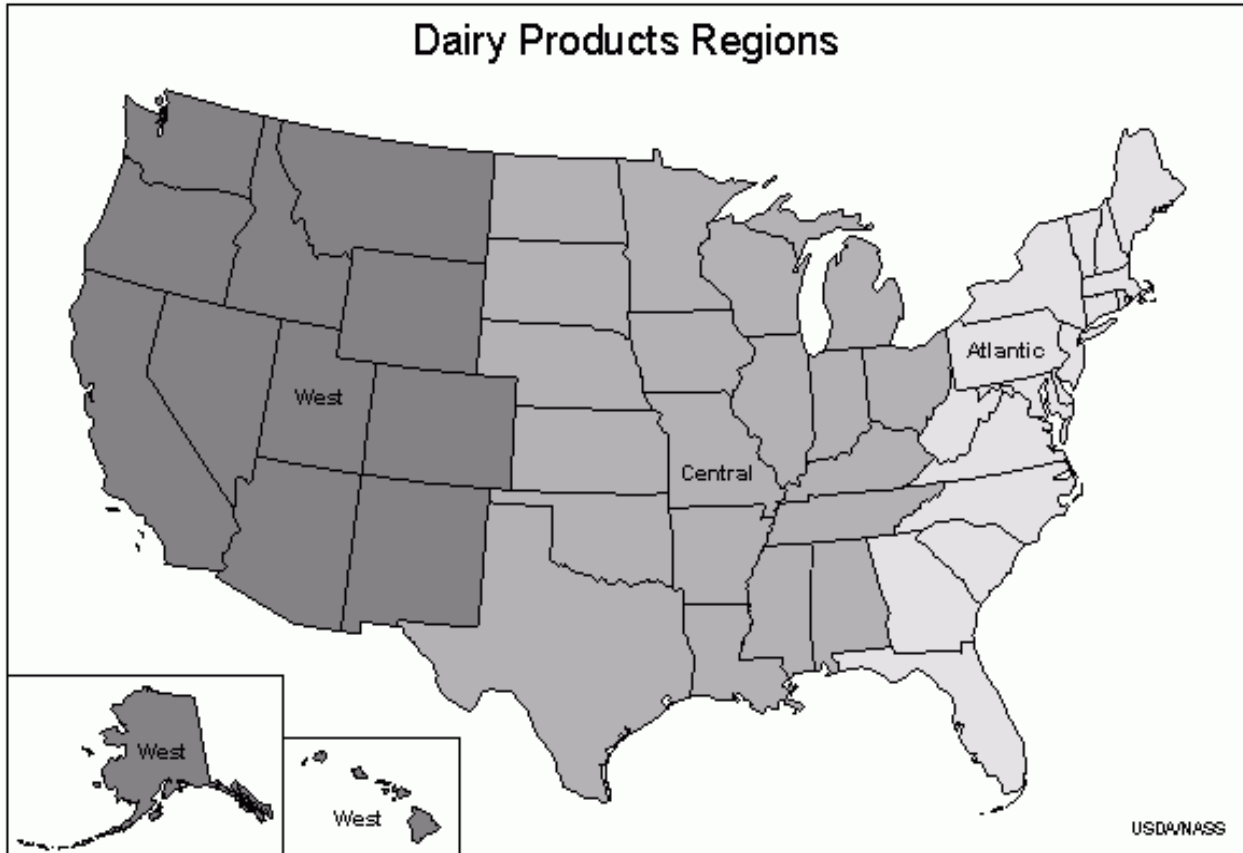 Dairy Products Regions
Atlantic
West
Central
West
West
USDA/NASS